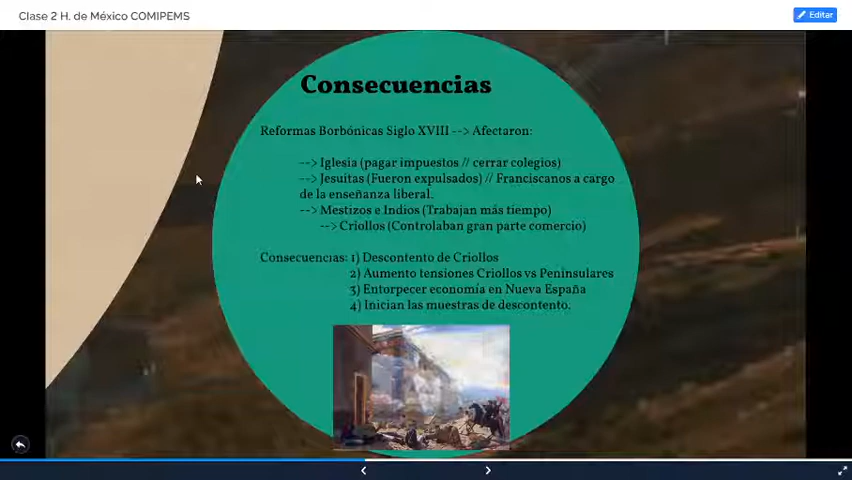 Clase 2 H. de México COMIPEMS
Editar
Consecuencias
Reformas Borbónicas Siglo XVIII --> Afectaron:
--> Iglesia (pagar impuestos // cerrar colegios)
--> Jesuitas (Fueron expulsados) // Franciscanos a cargo
de la enseñanza liberal.
--> Mestizos e Indios (Trabajan más tiempo)
--> Criollos (Controlaban gran parte comercio)
Consecuencias: 1) Descontento de Criollos
2) Aumento tensiones Criollos vs Peninsulares
3) Entorpecer economía en Nueva España
4) Inician las muestras de descontento.